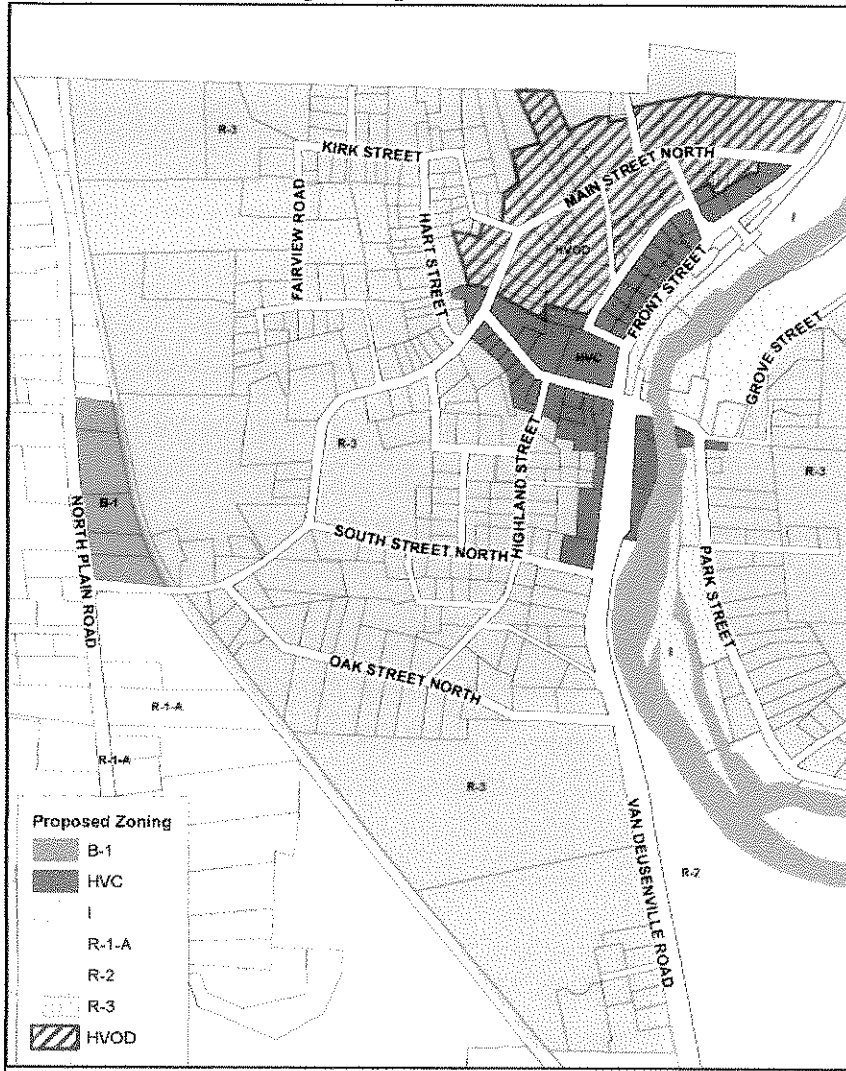 R-3
KIRK STREET
MAIN STREET NORTH
FAIRVIEW ROAD
HART STREET
HVOD
I
FRONT STREET
HVC
GROVE STREET
R-3
R-3
B-1
NORTH PLAIN ROAD
HIGHLAND STREET
SOUTH STREET NORTH
PARK STREET
I
OAK STREET NORTH
R-1-A
R-1-A
R-3
VAN DEUSENVILLE ROAD
R-2
Proposed Zoning
B-1
HVC
I
R-1-A
R-2
R-3
HVOD